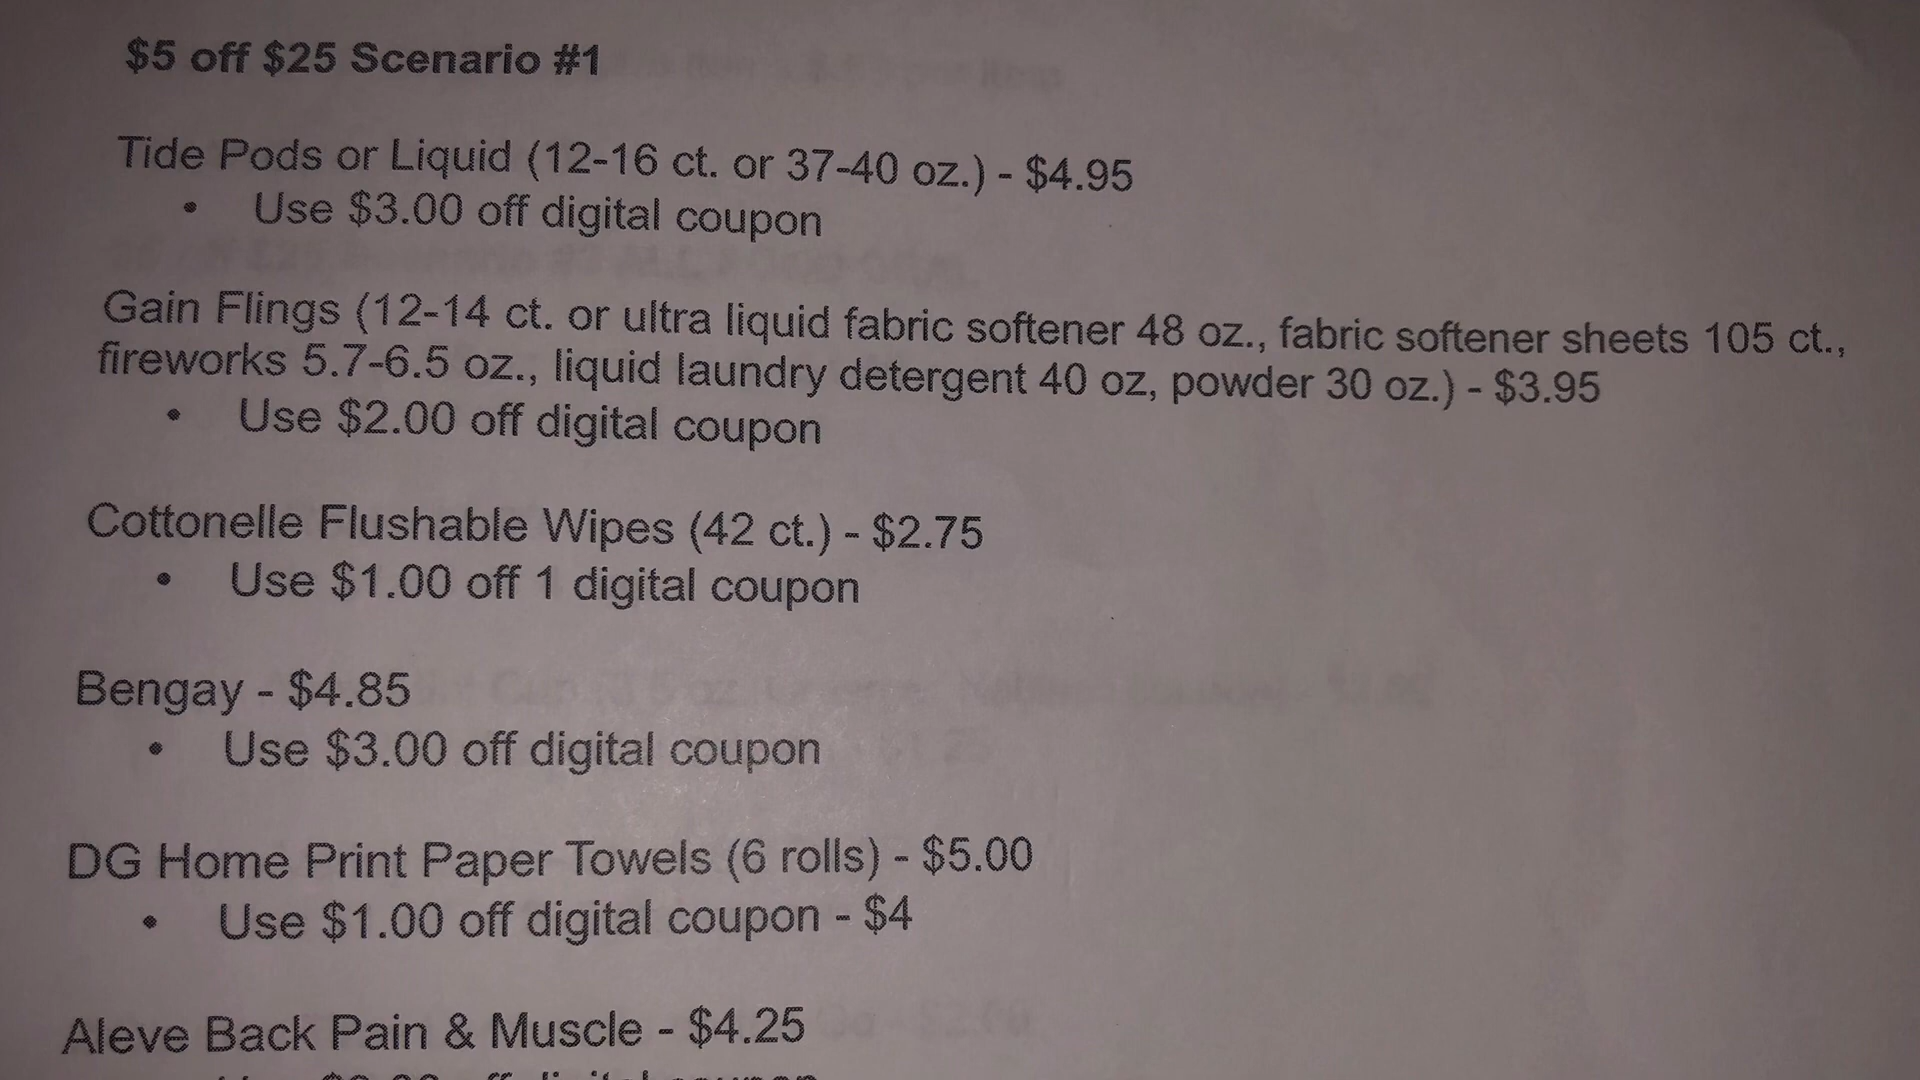 $5 off $25 Scenario #1
Tide Pods or Liquid (12-16 ct. or 37-40 oz.) - $4.95
• Use $3.00 off digital coupon
Gain Flings (12-14 ct. or ultra liquid fabric softener 48 oz., fabric softener sheets 105 ct.,
fireworks 5.7-6.5 oz., liquid laundry detergent 40 oz, powder 30 oz.) - $3.95
• Use $2.00 off digital coupon
Cottonelle Flushable Wipes (42 ct.) - $2.75
• Use $1.00 off 1 digital coupon
Bengay - $4.85
• Use $3.00 off digital coupon
DG Home Print Paper Towels (6 rolls) - $5.00
• Use $1.00 off digital coupon - $4
Aleve Back Pain & Muscle - $4.25
off digital coupon